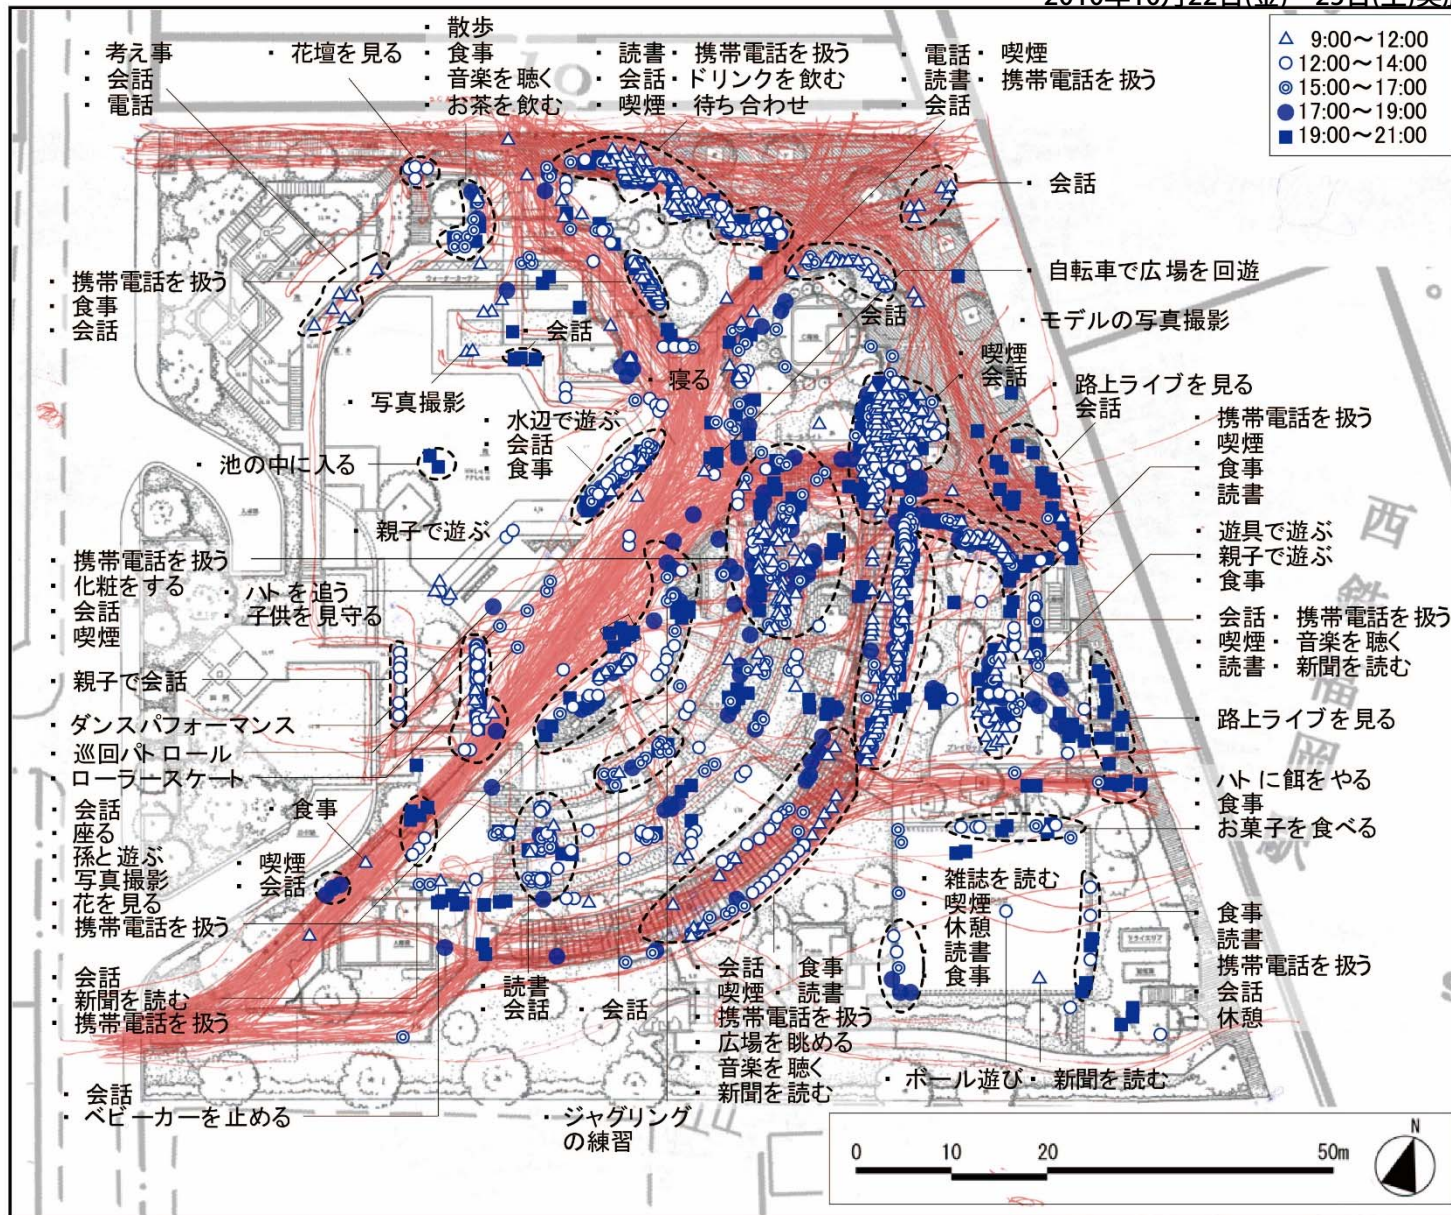 ・散歩
・食事
・音楽を聴く
・お茶を飲む
・考え事
・会話
・電話
・花壇を見る
・読書・携帯電話を扱う
・会話・ドリンクを飲む
・喫煙・待ち合わせ
・電話・喫煙
・読書・携帯電話を扱う
・会話
△ 9:00～12:00
○ 12:00～14:00
◎ 15:00～17:00
● 17:00～19:00
■ 19:00～21:00
・会話
・携帯電話を扱う
・食事
・会話
・自転車で広場を回遊
・会話
・モデルの写真撮影
・会話
・喫煙
・会話
・寝る
・路上ライブを見る
・会話
・写真撮影
・水辺で遊ぶ
・会話
・食事
・携帯電話を扱う
・喫煙
・食事
・読書
・池の中に入る
・親子で遊ぶ
・遊具で遊ぶ
・親子で遊ぶ
・食事
・携帯電話を扱う
・化粧をする
・会話
・喫煙
・ハトを追う
・子供を見守る
・会話・携帯電話を扱う
・喫煙・音楽を聴く
・読書・新聞を読む
・親子で会話
・ダンスパフォーマンス
・巡回パトロール
・ローラースケート
・路上ライブを見る
・会話
・座る
・孫と遊ぶ
・写真撮影
・花を見る
・携帯電話を扱う
・食事
・喫煙
・会話
・ハトに餌をやる
・食事
・お菓子を食べる
・雑誌を読む
・喫煙
・休憩
・読書
・食事
・食事
・読書
・携帯電話を扱う
・会話
・休憩
・会話
・新聞を読む
・携帯電話を扱う
・読書
・会話
・会話
・会話・食事
・喫煙・読書
・携帯電話を扱う
・広場を眺める
・音楽を聴く
・新聞を読む
・ボール遊び・新聞を読む
・会話
・ベビーカーを止める
・ジャグリング
の練習
西鉄福岡駅
0 10 20 50m
N